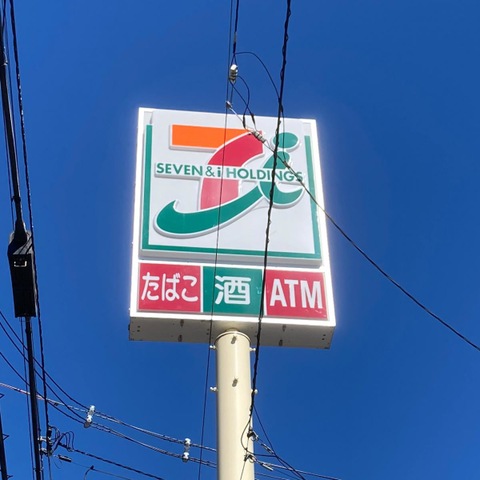 SEVEN & i HOLDINGS
たばこ 酒 ATM